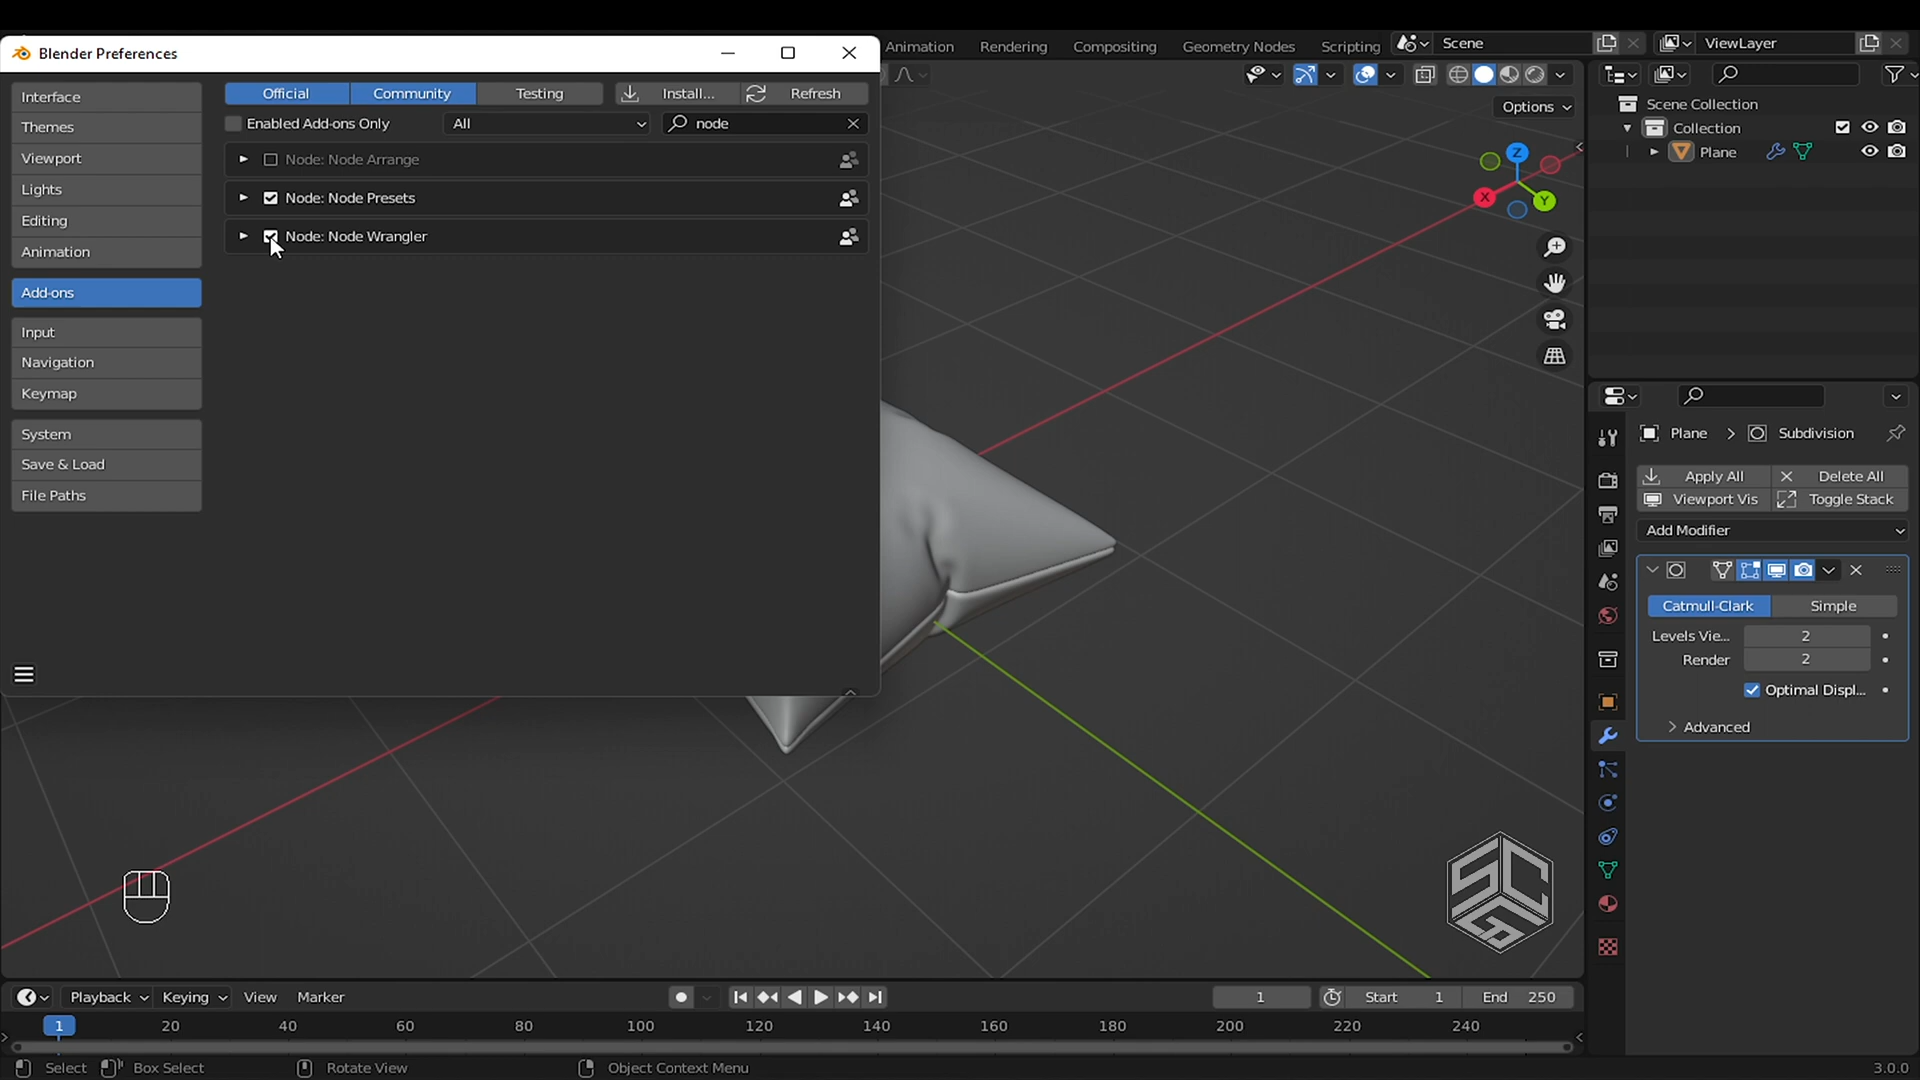 Blender Preferences
Animation
Rendering
Compositing
Geometry Nodes
Scripting
Scene
ViewLayer
Interface
Themes
Viewport
Lights
Editing
Animation
Add-ons
Input
Navigation
Keymap
System
Save & Load
File Paths
Official
Community
Testing
Install...
Refresh
Enabled Add-ons Only
All
node
Node: Node Arrange
Node: Node Presets
Node: Node Wrangler
Options
Z
X
Y
Scene Collection
Collection
Plane
Plane
Subdivision
Apply All
Delete All
Viewport Vis
Toggle Stack
Add Modifier
Catmull-Clark
Simple
Levels Vie...
2
Render
2
Optimal Displ...
Advanced
Playback
Keying
View
Marker
1
Start 1
End 250
1 20 40 60 80 100 120 140 160 180 200 220 240
Select
Box Select
Rotate View
Object Context Menu
3.0.0